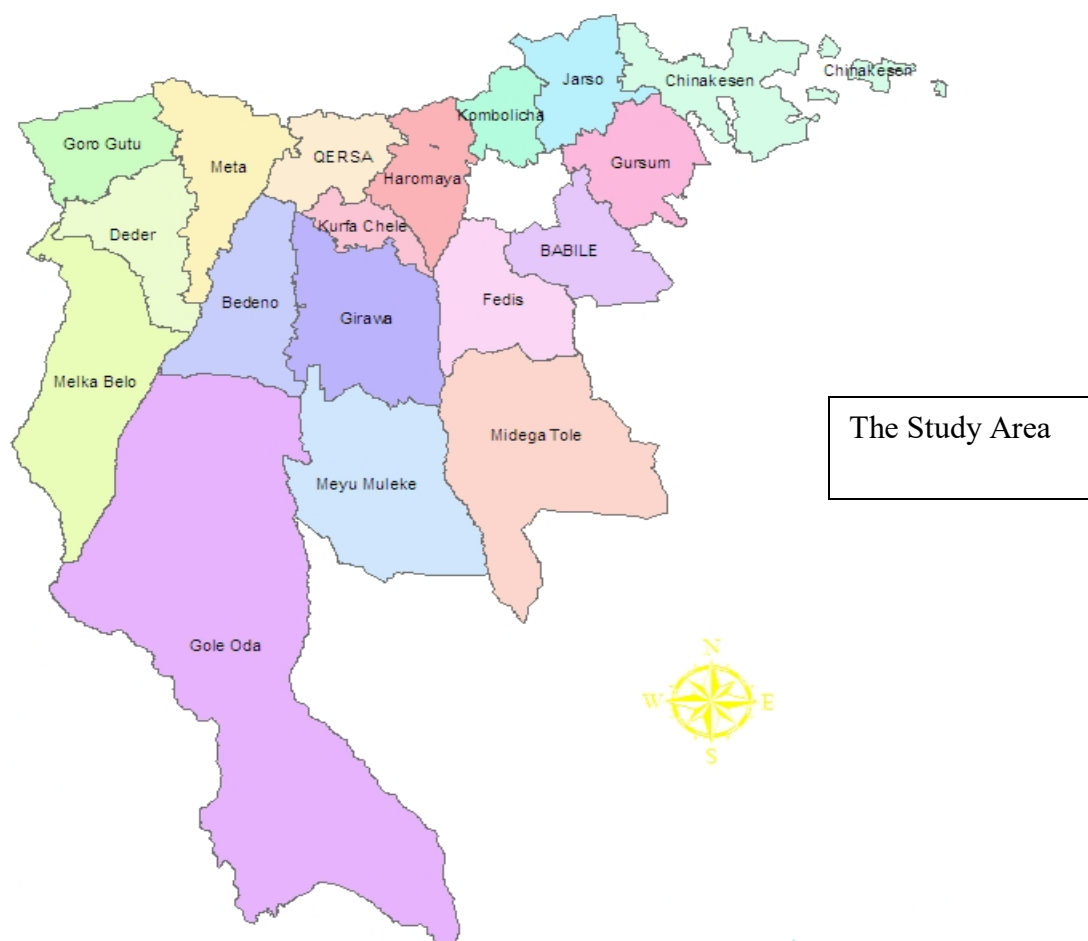 Jarso
Chinakesen
Chinakesen
Kombolicha
Goro Gutu
Meta
QERSA
Haromaya
Gursum
Kurfa Chele
Deder
BABILE
Bedeno
Fedis
Girawa
Melka Belo
Midega Tole
The Study Area
Meyu Muleke
Gole Oda
N
W
E
S